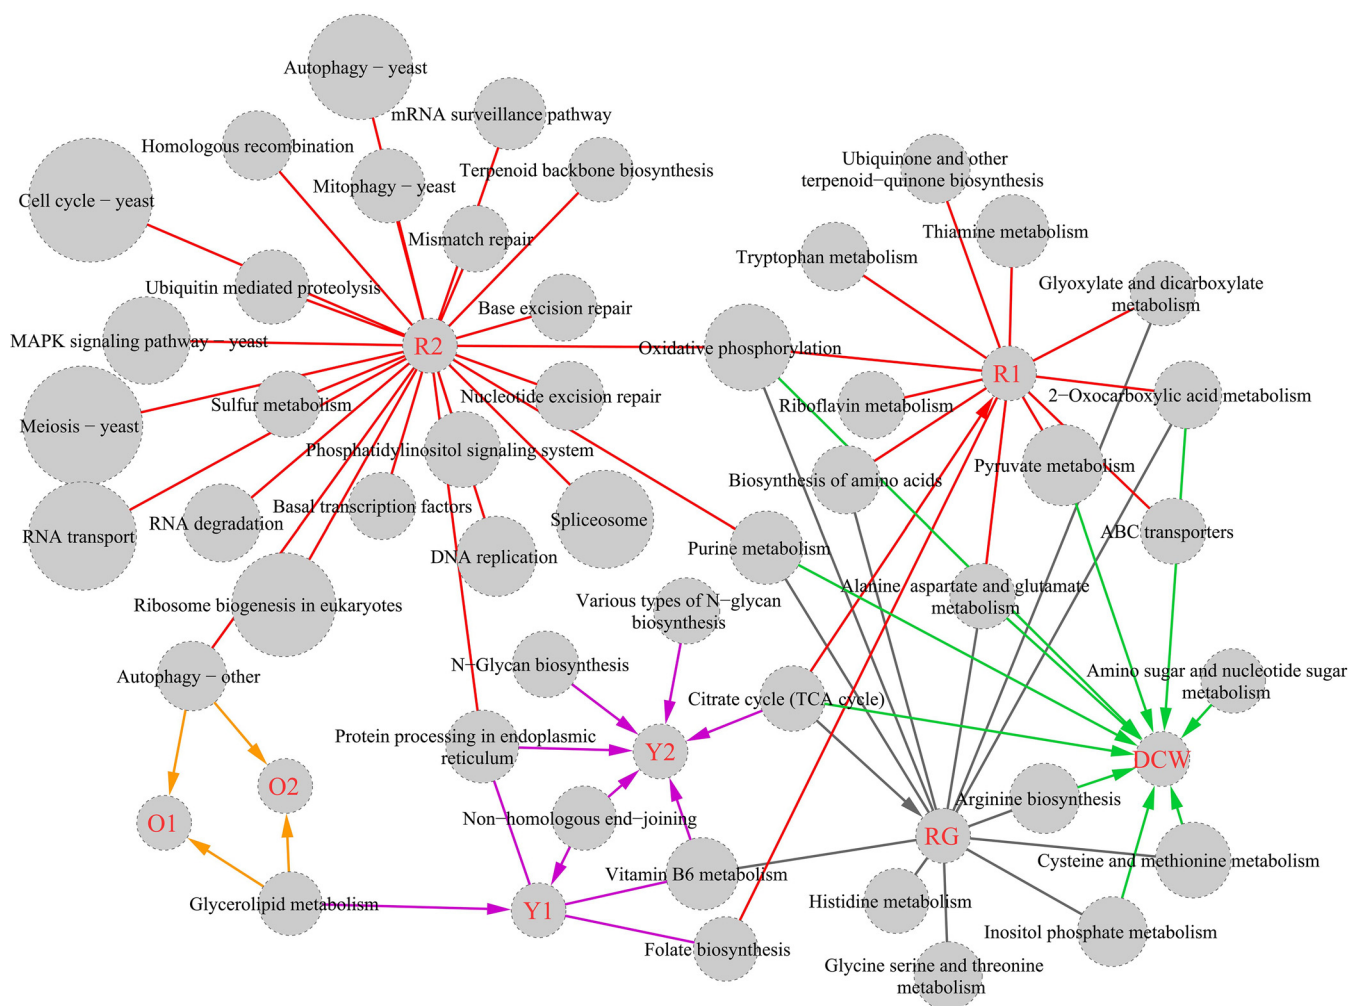 Autophagy − yeast
mRNA surveillance pathway
Homologous recombination
Mitophagy − yeast
Terpenoid backbone biosynthesis
Cell cycle − yeast
Mismatch repair
Ubiquitin mediated proteolysis
Base excision repair
MAPK signaling pathway − yeast
R2
Oxidative phosphorylation
Ubiquinone and other
terpenoid−quinone biosynthesis
Thiamine metabolism
Tryptophan metabolism
Glyoxylate and dicarboxylate
metabolism
R1
2−Oxocarboxylic acid metabolism
Riboflavin metabolism
Nucleotide excision repair
Sulfur metabolism
Meiosis − yeast
Phosphatidylinositol signaling system
Pyruvate metabolism
Biosynthesis of amino acids
Basal transcription factors
Spliceosome
RNA degradation
RNA transport
ABC transporters
Purine metabolism
DNA replication
Alanine  aspartate and glutamate
metabolism
Ribosome biogenesis in eukaryotes
Various types of N−glycan
biosynthesis
N−Glycan biosynthesis
Autophagy − other
Citrate cycle (TCA cycle)
Amino sugar and nucleotide sugar
metabolism
Protein processing in endoplasmic
reticulum
Y2
DCW
O2
O1
Non−homologous end−joining
Arginine biosynthesis
RG
Cysteine and methionine metabolism
Vitamin B6 metabolism
Glycerolipid metabolism
Y1
Histidine metabolism
Inositol phosphate metabolism
Folate biosynthesis
Glycine serine and threonine
metabolism